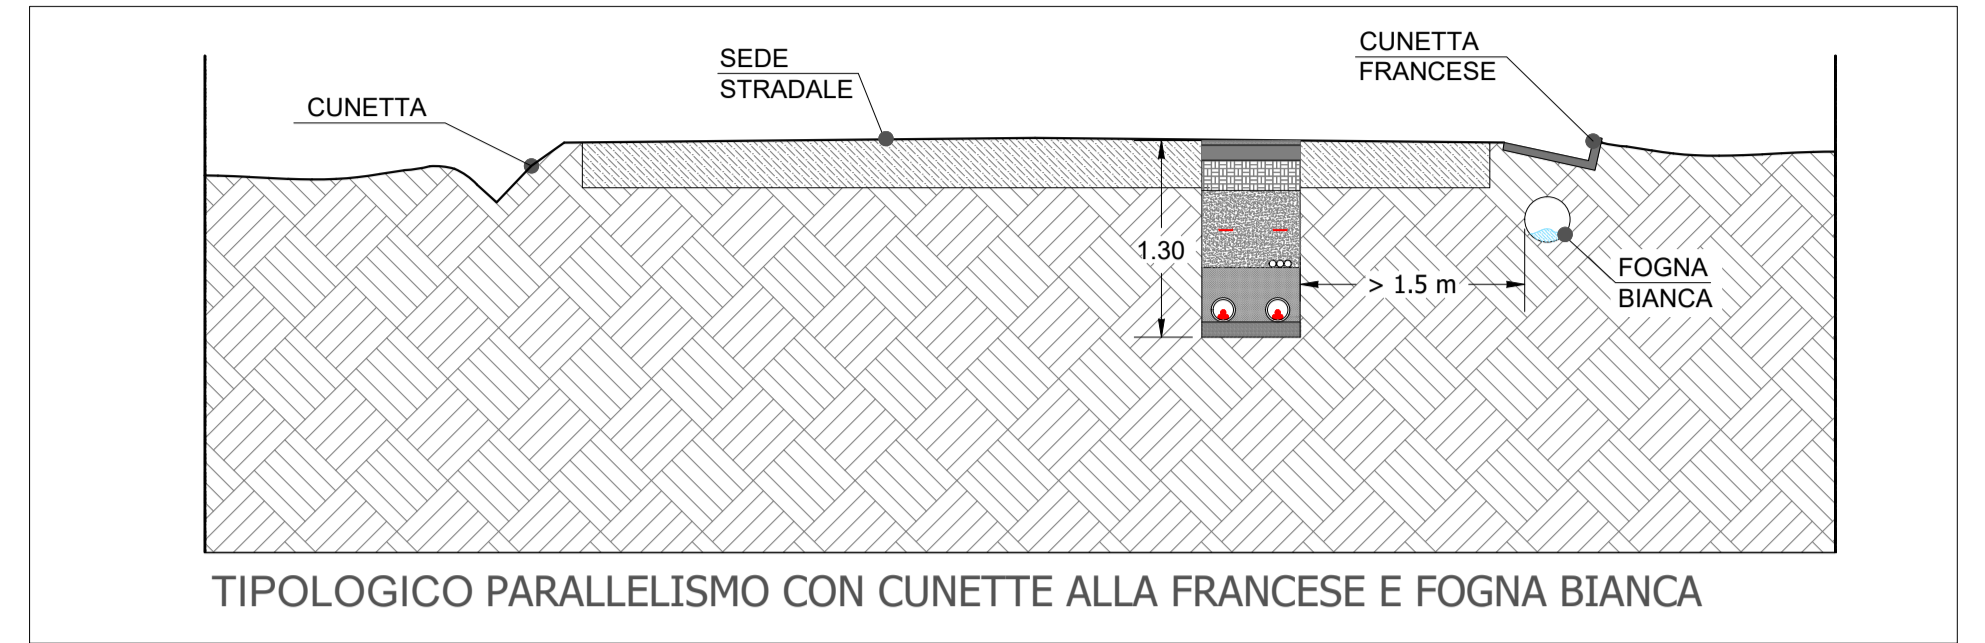 CUNETTA
SEDE
STRADALE
CUNETTA
FRANCESE
1.30
> 1.5 m
FOGNA
BIANCA
TIPOLOGICO PARALLELISMO CON CUNETTE ALLA FRANCESE E FOGNA BIANCA